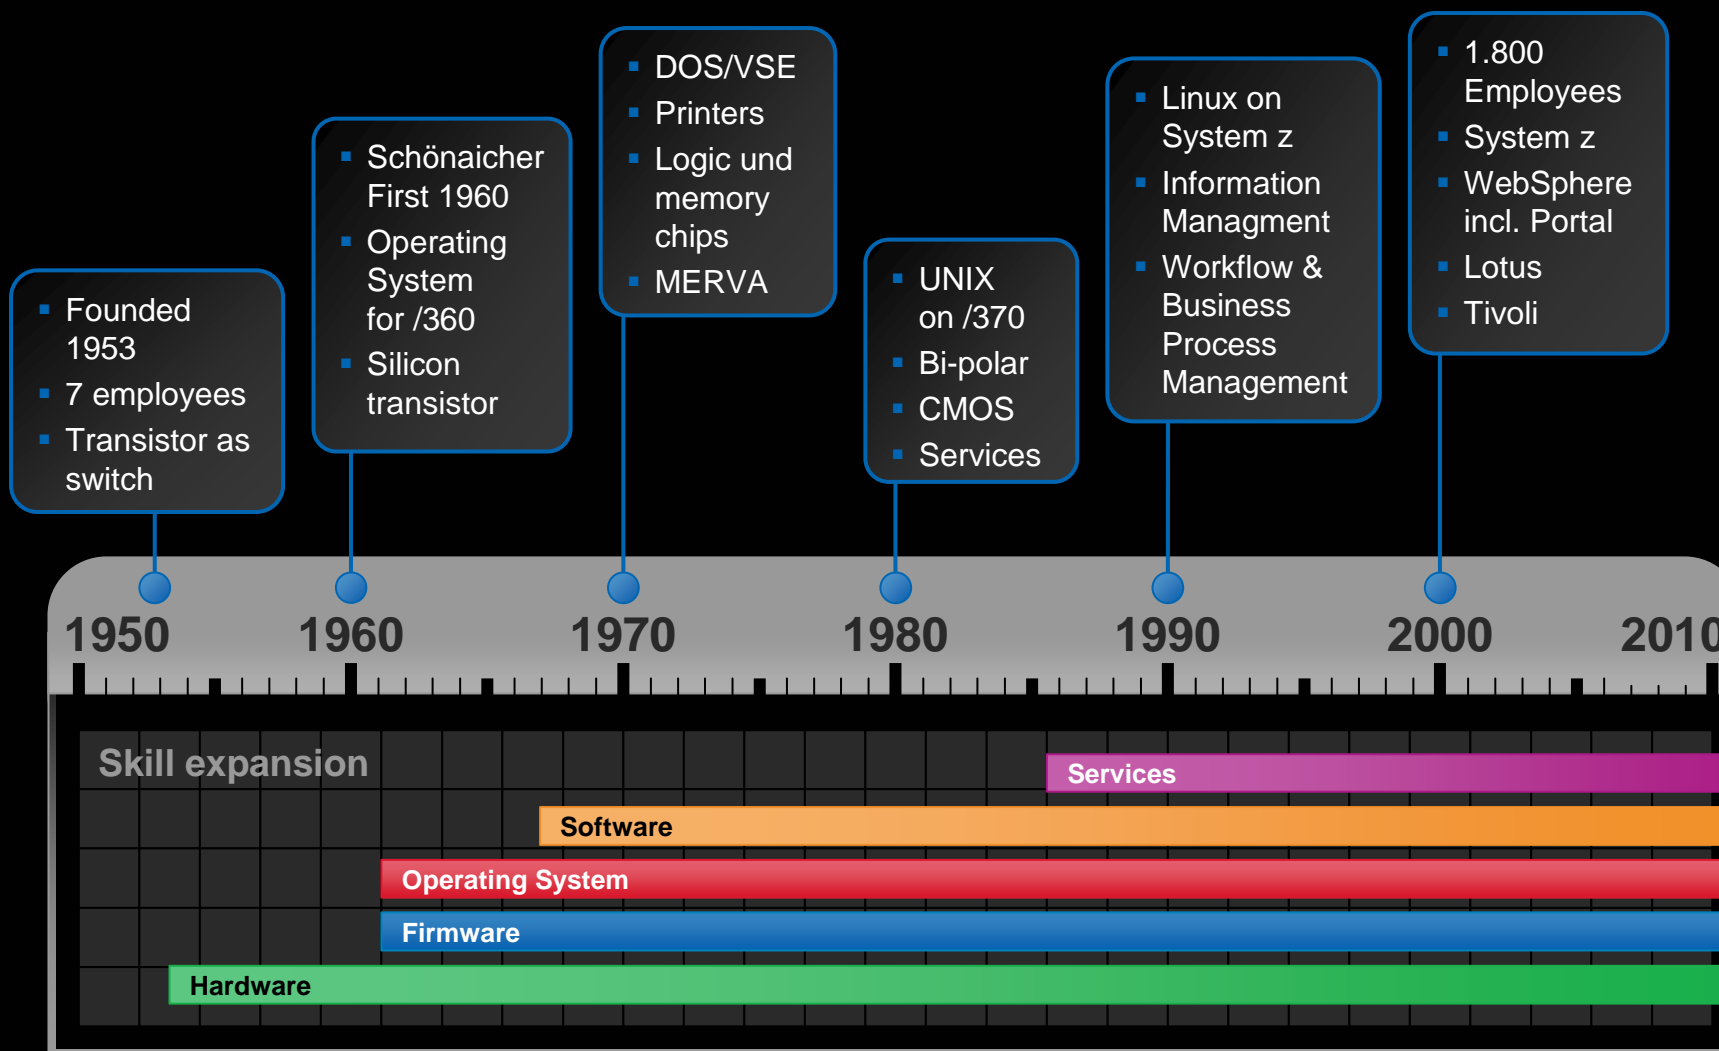 Founded
1953
7 employees
Transistor as
switch
Schönaicher
First 1960
Operating
System
for /360
Silicon
transistor
DOS/VSE
Printers
Logic und
memory
chips
MERVA
UNIX
on /370
Bi-polar
CMOS
Services
Linux on
System z
Information
Managment
Workflow &
Business
Process
Management
1.800
Employees
System z
WebSphere
incl. Portal
Lotus
Tivoli
1950 1960 1970 1980 1990 2000 2010
Skill expansion
Services
Software
Operating System
Firmware
Hardware